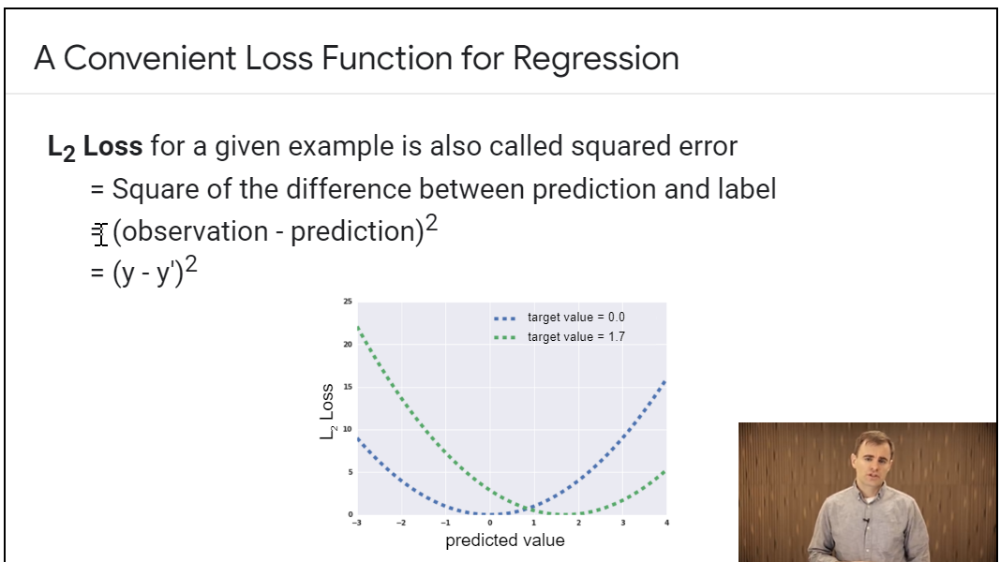 A Convenient Loss Function for Regression
L₂ Loss for a given example is also called squared error
= Square of the difference between prediction and label
= (observation - prediction)²
= (y - y')²
25
20
15
10
5
0
L₂ Loss
target value = 0.0
target value = 1.7
-3 -2 -1 0 1 2 3 4
predicted value